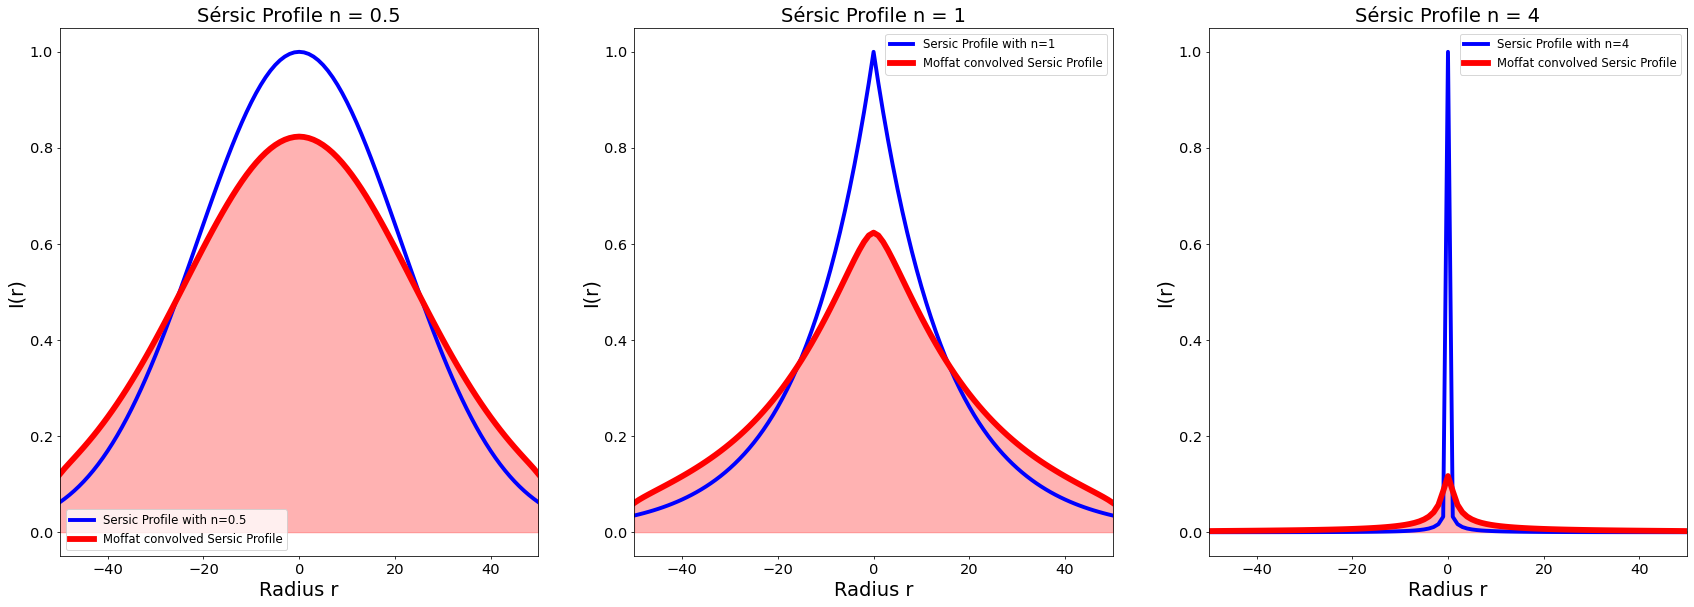 Sérsic Profile n = 0.5
1.0
0.8
0.6
0.4
0.2
0.0
I(r)
Sersic Profile with n=0.5
Moffat convolved Sersic Profile
−40 −20 0 20 40
Radius r
Sérsic Profile n = 1
Sersic Profile with n=1
Moffat convolved Sersic Profile
1.0
0.8
0.6
0.4
0.2
0.0
I(r)
−40 −20 0 20 40
Radius r
Sérsic Profile n = 4
Sersic Profile with n=4
Moffat convolved Sersic Profile
1.0
0.8
0.6
0.4
0.2
0.0
I(r)
−40 −20 0 20 40
Radius r